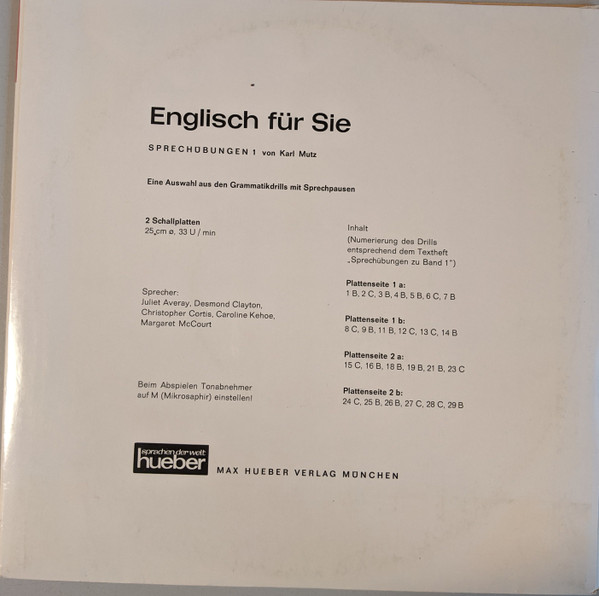 Englisch für Sie
SPRECHÜBUNGEN 1 von Karl Mutz
Eine Auswahl aus den Grammatikdrills mit Sprechpausen
2 Schallplatten
25 cm ø, 33 U / min
Sprecher:
Juliet Averay, Desmond Clayton,
Christopher Cortis, Caroline Kehoe,
Margaret McCourt
Beim Abspielen Tonabnehmer
auf M (Mikrosaphir) einstellen!
Inhalt
(Numerierung des Drills
entsprechend dem Textheft
„Sprechübungen zu Band 1“)
Plattenseite 1 a:
1 B, 2 C, 3 B, 4 B, 5 B, 6 C, 7 B
Plattenseite 1 b:
8 C, 9 B, 11 B, 12 C, 13 C, 14 B
Plattenseite 2 a:
15 C, 16 B, 18 B, 19 B, 21 B, 23 C
Plattenseite 2 b:
24 C, 25 B, 26 B, 27 C, 28 C, 29 B
sprachen der welt
hueber
MAX HUEBER VERLAG MÜNCHEN